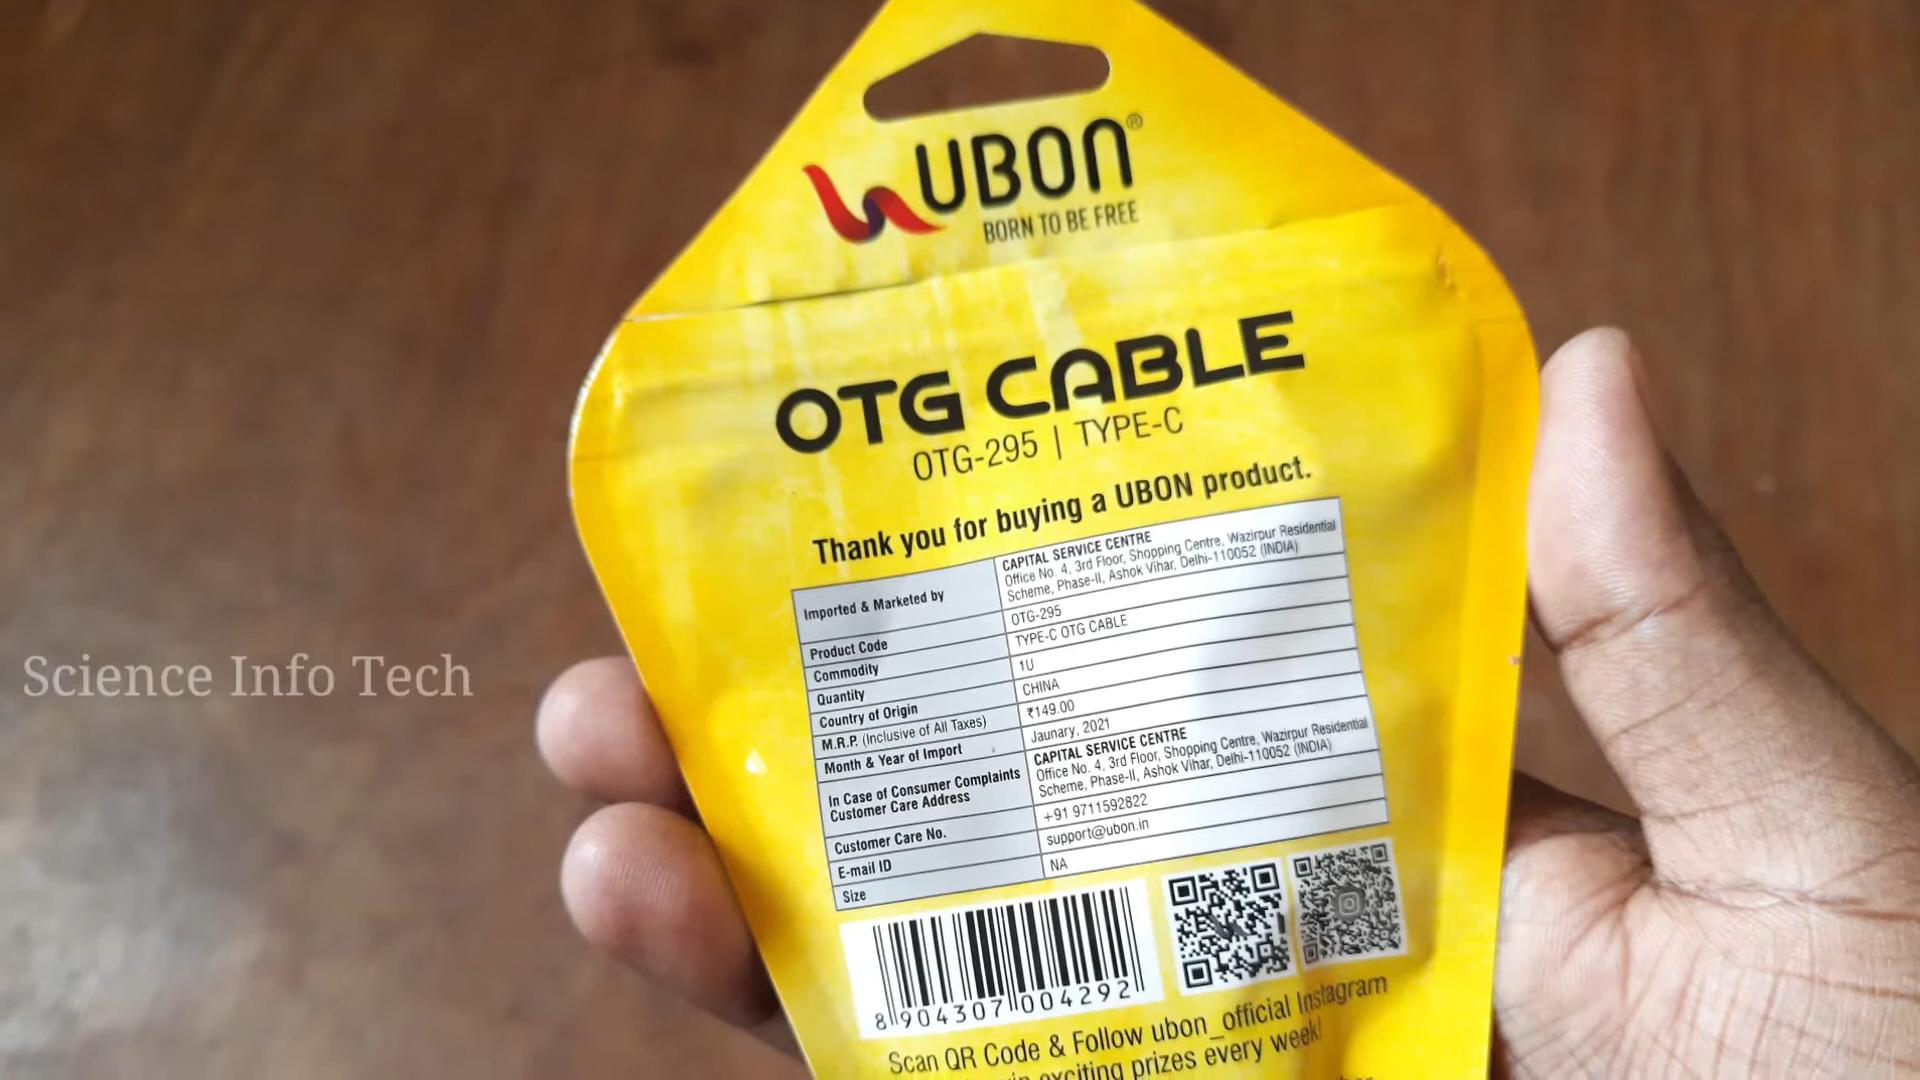 UBON®
BORN TO BE FREE
OTG CABLE
OTG-295 | TYPE-C
Thank you for buying a UBON product.
Imported & Marketed by
CAPITAL SERVICE CENTRE
Office No. 4, 3rd Floor, Shopping Centre, Wazirpur Residential
Scheme, Phase-II, Ashok Vihar, Delhi-110052 (INDIA)
Product Code
OTG-295
Commodity
TYPE-C OTG CABLE
Quantity
1U
Country of Origin
CHINA
M.R.P. (Inclusive of All Taxes)
₹149.00
Month & Year of Import
Jaunary, 2021
In Case of Consumer Complaints
Customer Care Address
CAPITAL SERVICE CENTRE
Office No. 4, 3rd Floor, Shopping Centre, Wazirpur Residential
Scheme, Phase-II, Ashok Vihar, Delhi-110052 (INDIA)
Customer Care No.
+91 9711592822
E-mail ID
support@ubon.in
Size
NA
8 904307 004292
Scan QR Code & Follow ubon_official Instagram
exciting prizes every week!
Science Info Tech